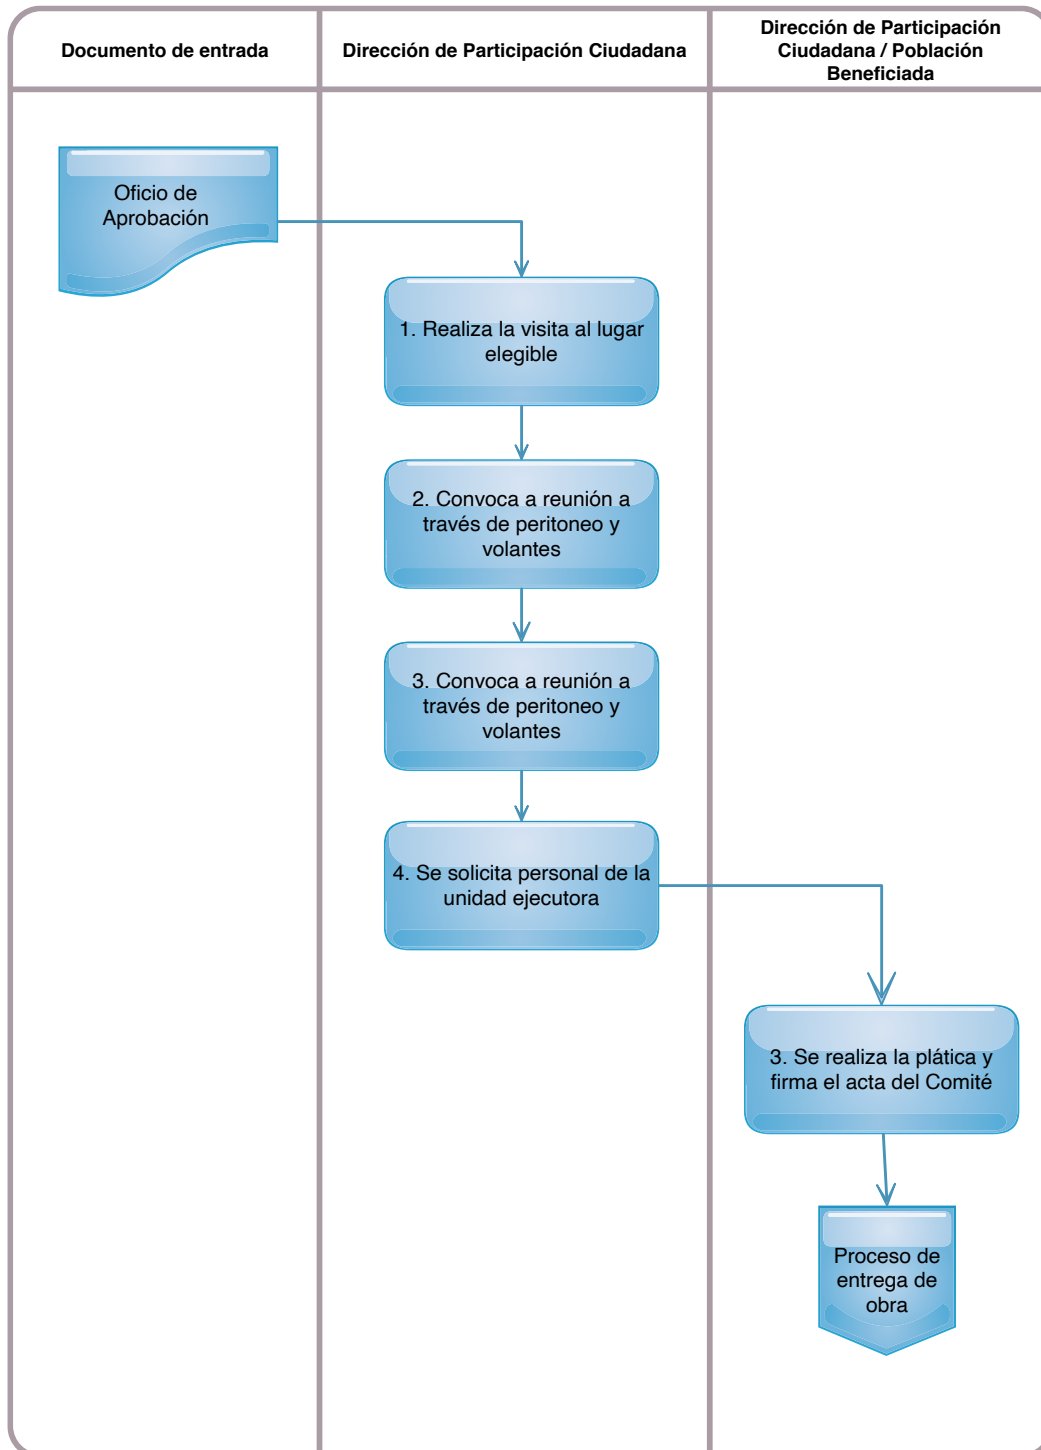 Documento de entrada
Dirección de Participación Ciudadana
Dirección de Participación
Ciudadana / Población
Beneficiada
Oficio de
Aprobación
1. Realiza la visita al lugar
elegible
2. Convoca a reunión a
través de peritoneo y
volantes
3. Convoca a reunión a
través de peritoneo y
volantes
4. Se solicita personal de la
unidad ejecutora
3. Se realiza la plática y
firma el acta del Comité
Proceso de
entrega de
obra